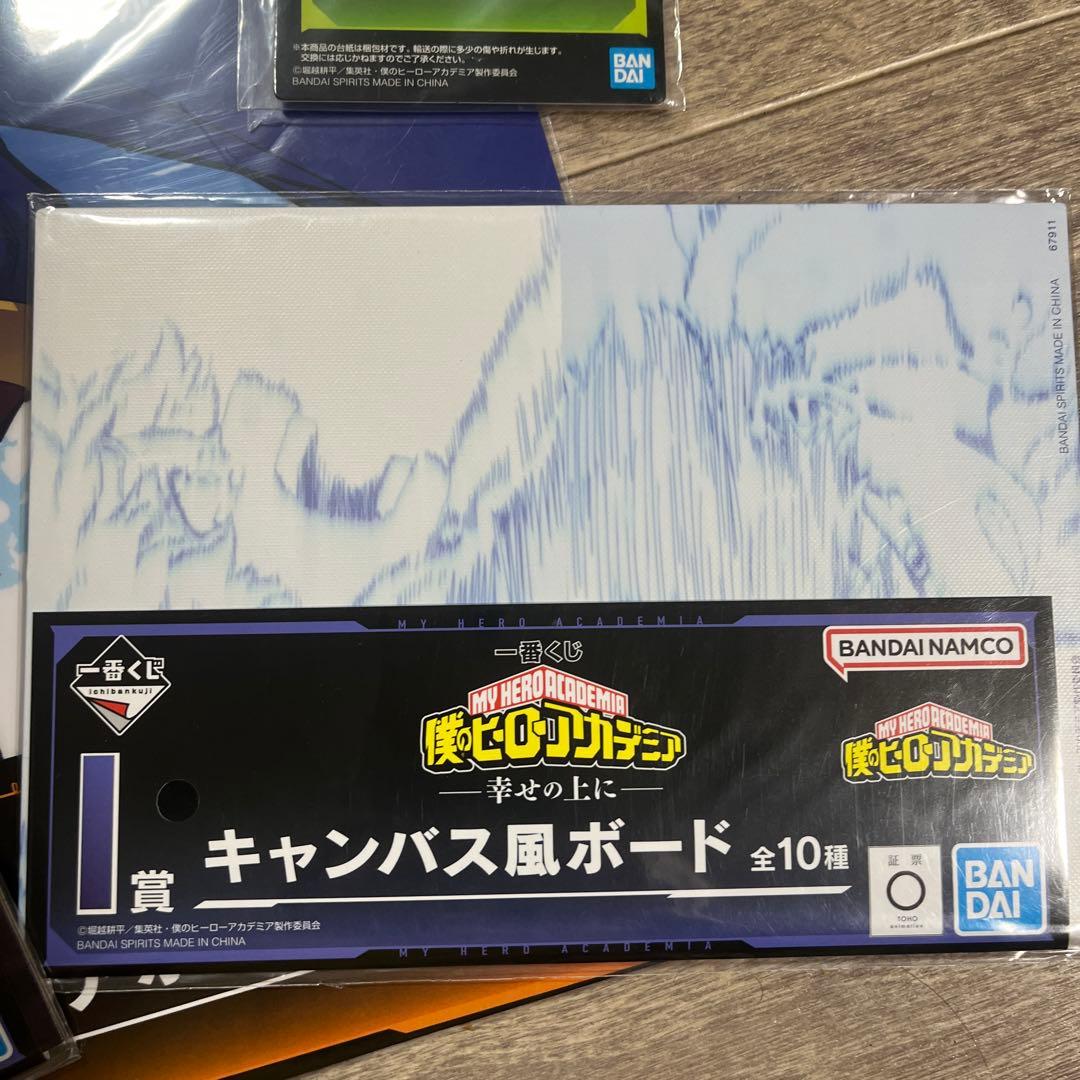 ※本商品の台紙は梱包材です。輸送の際に多少の傷や折れが生じます。
交換には応じかねますのでご了承ください。
©堀越耕平／集英社・僕のヒーローアカデミア製作委員会
BANDAI SPIRITS MADE IN CHINA
BAN
DAI
67911
BANDAI SPIRITS MADE IN CHINA
MY HERO ACADEMIA
一番くじ
ichibankuji
一番くじ
MY HERO ACADEMIA
僕のヒーローアカデミア
幸せの上に
BANDAI NAMCO
MY HERO ACADEMIA
僕のヒーローアカデミア
I賞
キャンバス風ボード 全10種
証票
TOHO
animation
BAN
DAI
©堀越耕平／集英社・僕のヒーローアカデミア製作委員会
BANDAI SPIRITS MADE IN CHINA
MY HERO ACADEMIA